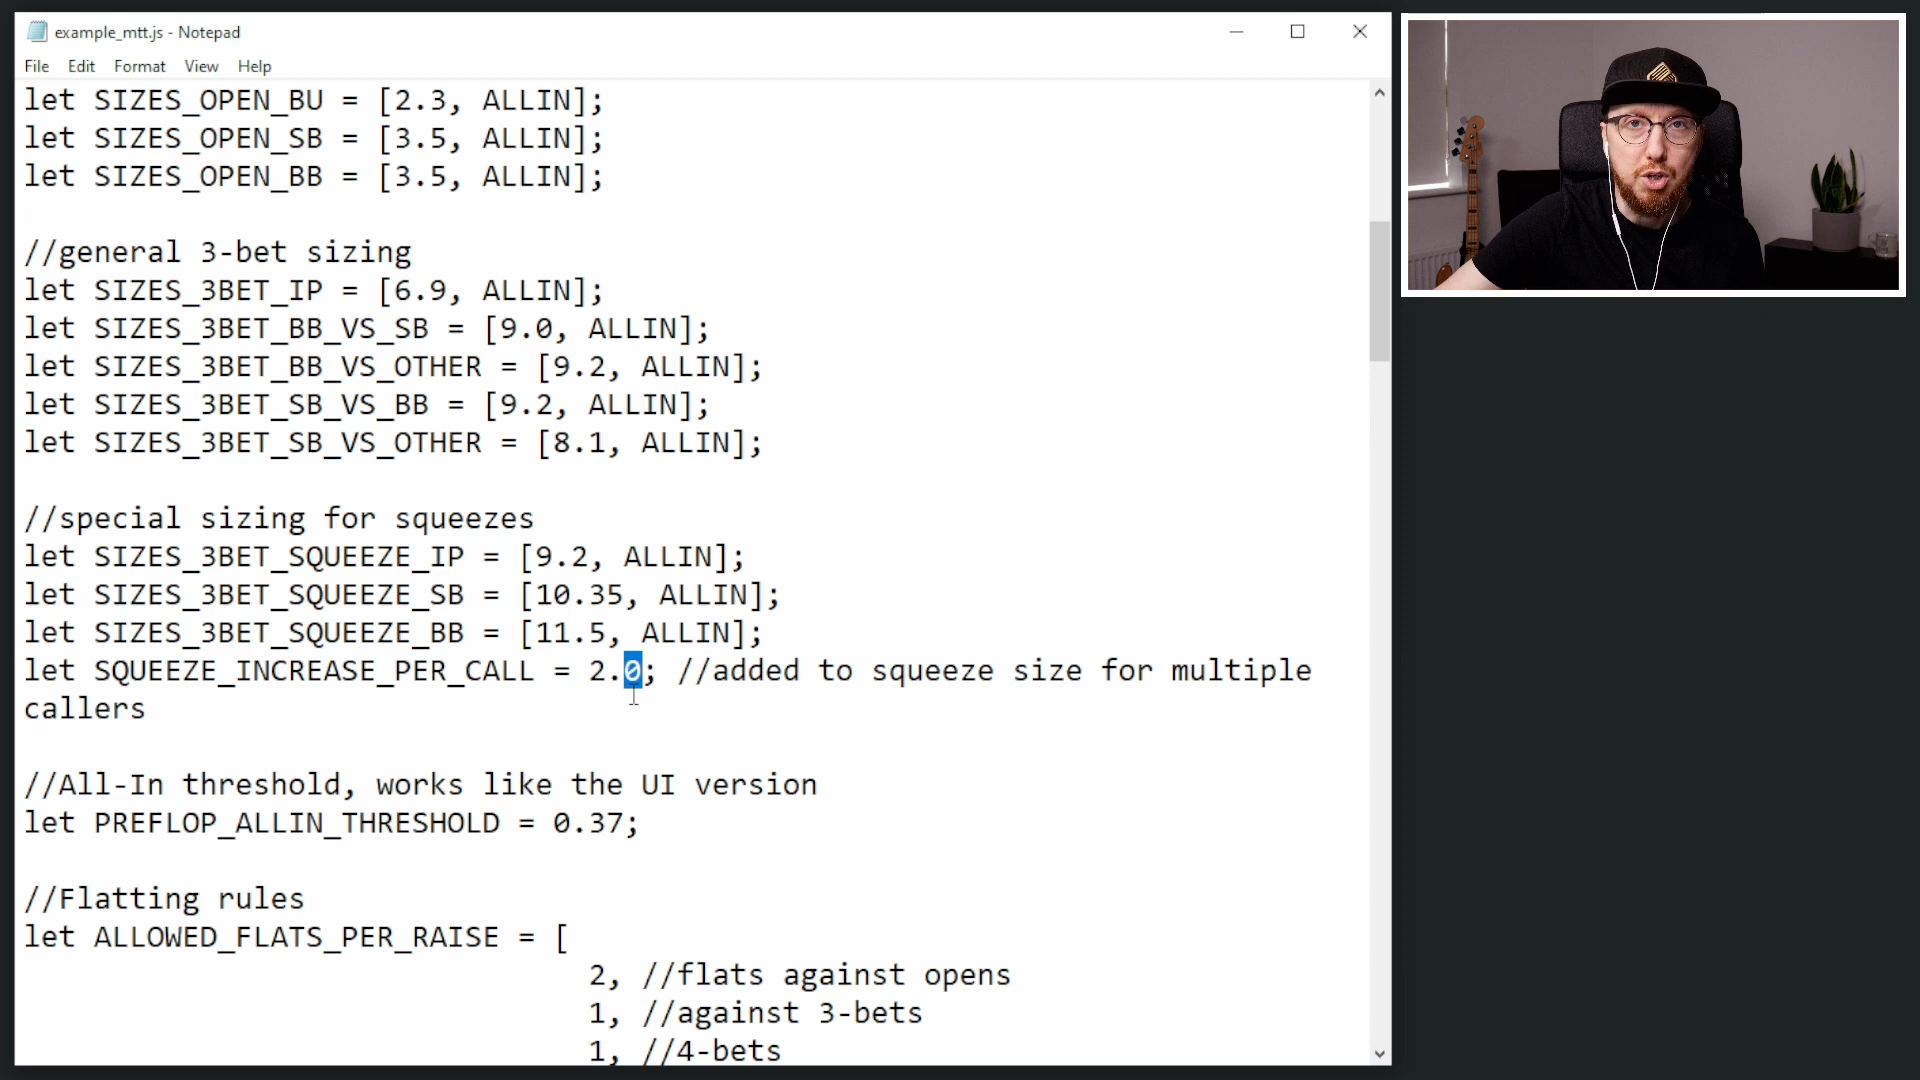 example_mtt.js - Notepad
File Edit Format View Help
let SIZES_OPEN_BU = [2.3, ALLIN];
let SIZES_OPEN_SB = [3.5, ALLIN];
let SIZES_OPEN_BB = [3.5, ALLIN];
//general 3-bet sizing
let SIZES_3BET_IP = [6.9, ALLIN];
let SIZES_3BET_BB_VS_SB = [9.0, ALLIN];
let SIZES_3BET_BB_VS_OTHER = [9.2, ALLIN];
let SIZES_3BET_SB_VS_BB = [9.2, ALLIN];
let SIZES_3BET_SB_VS_OTHER = [8.1, ALLIN];
//special sizing for squeezes
let SIZES_3BET_SQUEEZE_IP = [9.2, ALLIN];
let SIZES_3BET_SQUEEZE_SB = [10.35, ALLIN];
let SIZES_3BET_SQUEEZE_BB = [11.5, ALLIN];
let SQUEEZE_INCREASE_PER_CALL = 2.0; //added to squeeze size for multiple
callers
//All-In threshold, works like the UI version
let PREFLOP_ALLIN_THRESHOLD = 0.37;
//Flatting rules
let ALLOWED_FLATS_PER_RAISE = [
2, //flats against opens
1, //against 3-bets
1, //4-bets